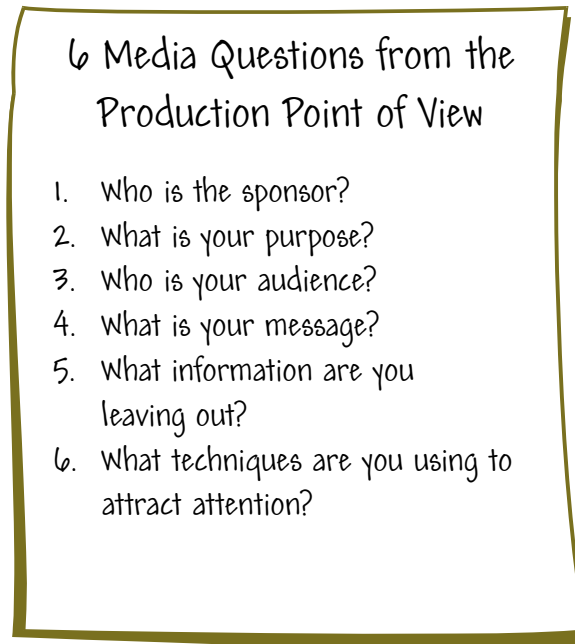 6 Media Questions from the
Production Point of View
1. Who is the sponsor?
2. What is your purpose?
3. Who is your audience?
4. What is your message?
5. What information are you
leaving out?
6. What techniques are you using to
attract attention?